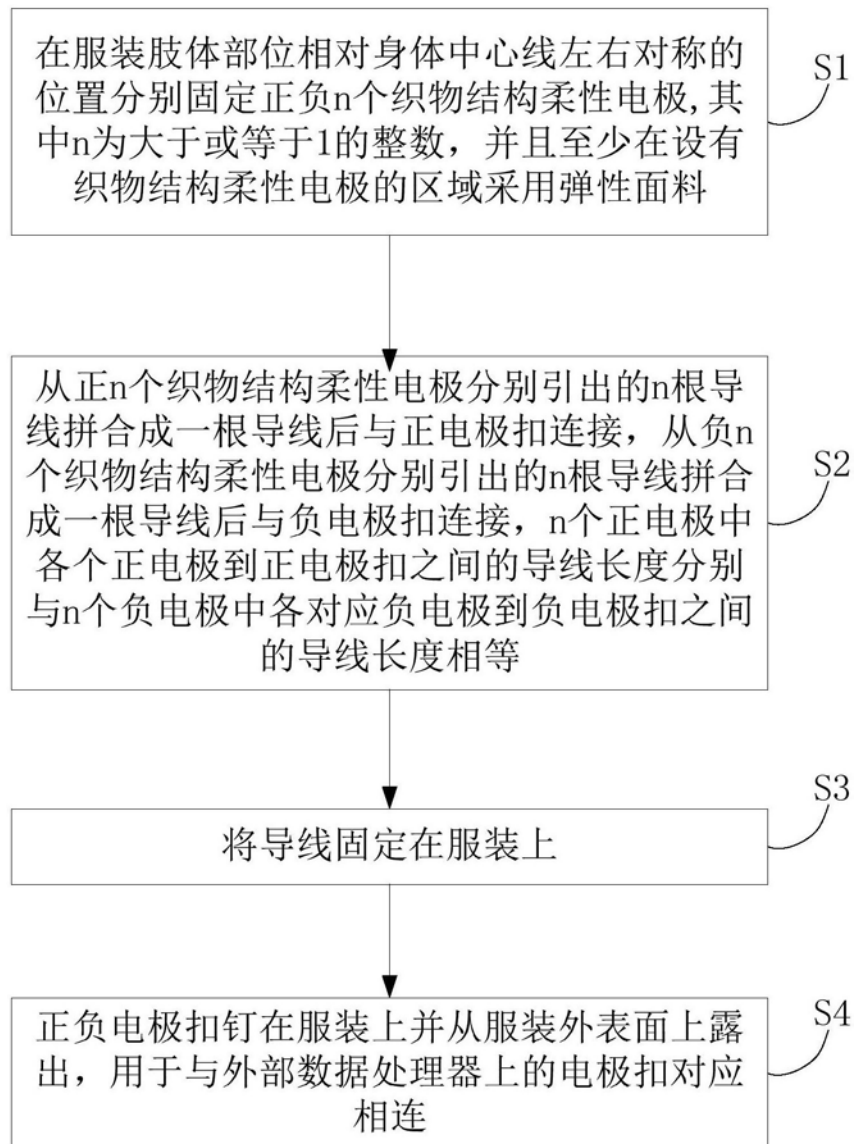 在服装肢体部位相对身体中心线左右对称的
位置分别固定正负n个织物结构柔性电极,其
中n为大于或等于1的整数，并且至少在设有
织物结构柔性电极的区域采用弹性面料
S1
从正n个织物结构柔性电极分别引出的n根导
线拼合成一根导线后与正电极扣连接，从负n
个织物结构柔性电极分别引出的n根导线拼合
成一根导线后与负电极扣连接，n个正电极中
各个正电极到正电极扣之间的导线长度分别
与n个负电极中各对应负电极到负电极扣之间
的导线长度相等
S2
将导线固定在服装上
S3
正负电极扣钉在服装上并从服装外表面上露
出，用于与外部数据处理器上的电极扣对应
相连
S4